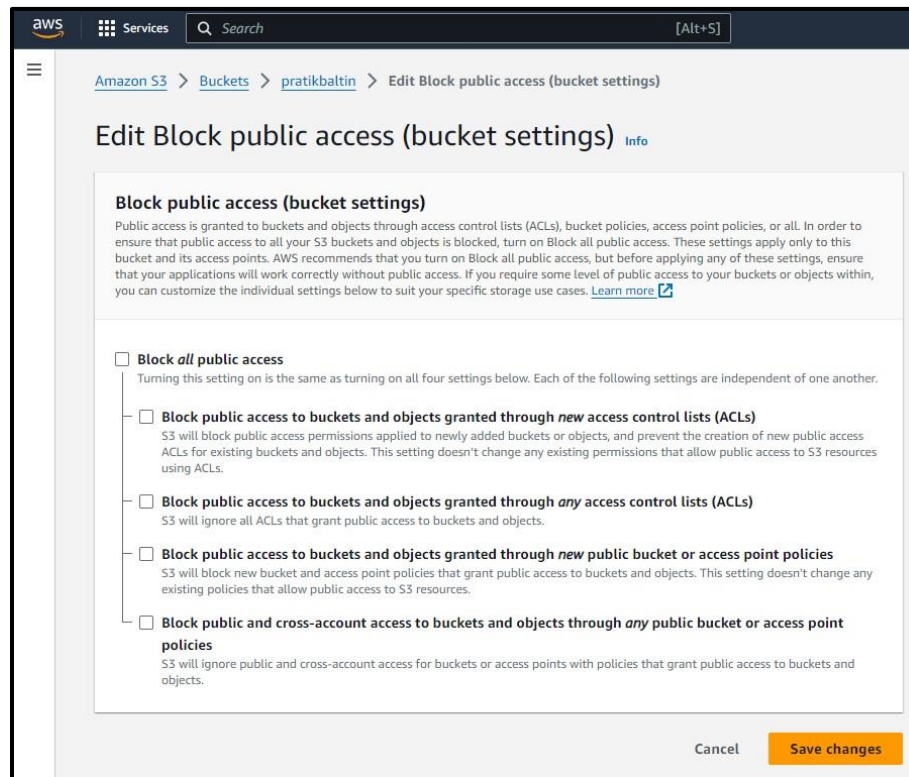 aws
Services
Search
[Alt+S]
Amazon S3 > Buckets > pratikbaltin > Edit Block public access (bucket settings)
Edit Block public access (bucket settings) Info
Block public access (bucket settings)
Public access is granted to buckets and objects through access control lists (ACLs), bucket policies, access point policies, or all. In order to
ensure that public access to all your S3 buckets and objects is blocked, turn on Block all public access. These settings apply only to this
bucket and its access points. AWS recommends that you turn on Block all public access, but before applying any of these settings, ensure
that your applications will work correctly without public access. If you require some level of public access to your buckets or objects within,
you can customize the individual settings below to suit your specific storage use cases. Learn more
Block all public access
Turning this setting on is the same as turning on all four settings below. Each of the following settings are independent of one another.
Block public access to buckets and objects granted through new access control lists (ACLs)
S3 will block public access permissions applied to newly added buckets or objects, and prevent the creation of new public access
ACLs for existing buckets and objects. This setting doesn't change any existing permissions that allow public access to S3 resources
using ACLs.
Block public access to buckets and objects granted through any access control lists (ACLs)
S3 will ignore all ACLs that grant public access to buckets and objects.
Block public access to buckets and objects granted through new public bucket or access point policies
S3 will block new bucket and access point policies that grant public access to buckets and objects. This setting doesn't change any
existing policies that allow public access to S3 resources.
Block public and cross-account access to buckets and objects through any public bucket or access point
policies
S3 will ignore public and cross-account access for buckets or access points with policies that grant public access to buckets and
objects.
Cancel
Save changes